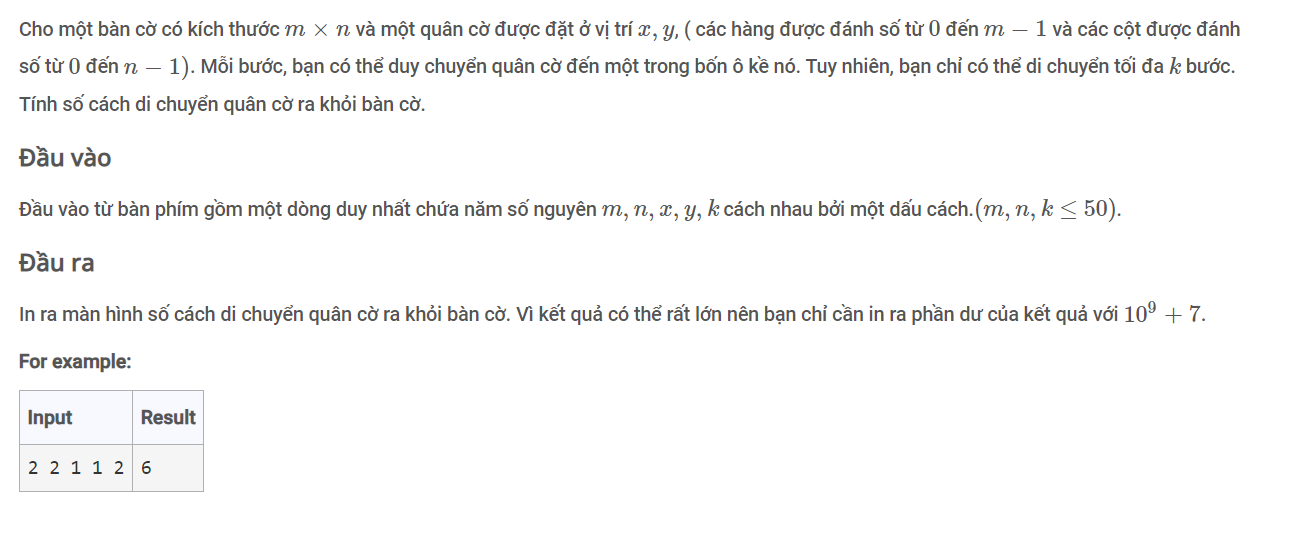 Cho một bàn cờ có kích thước m × n và một quân cờ được đặt ở vị trí x, y, ( các hàng được đánh số từ 0 đến m − 1 và các cột được đánh
số từ 0 đến n − 1). Mỗi bước, bạn có thể duy chuyển quân cờ đến một trong bốn ô kề nó. Tuy nhiên, bạn chỉ có thể di chuyển tối đa k bước.
Tính số cách di chuyển quân cờ ra khỏi bàn cờ.
Đầu vào
Đầu vào từ bàn phím gồm một dòng duy nhất chứa năm số nguyên m, n, x, y, k cách nhau bởi một dấu cách.(m, n, k ≤ 50).
Đầu ra
In ra màn hình số cách di chuyển quân cờ ra khỏi bàn cờ. Vì kết quả có thể rất lớn nên bạn chỉ cần in ra phần dư của kết quả với 10⁹ + 7.
For example:
Input Result
2 2 1 1 2 6